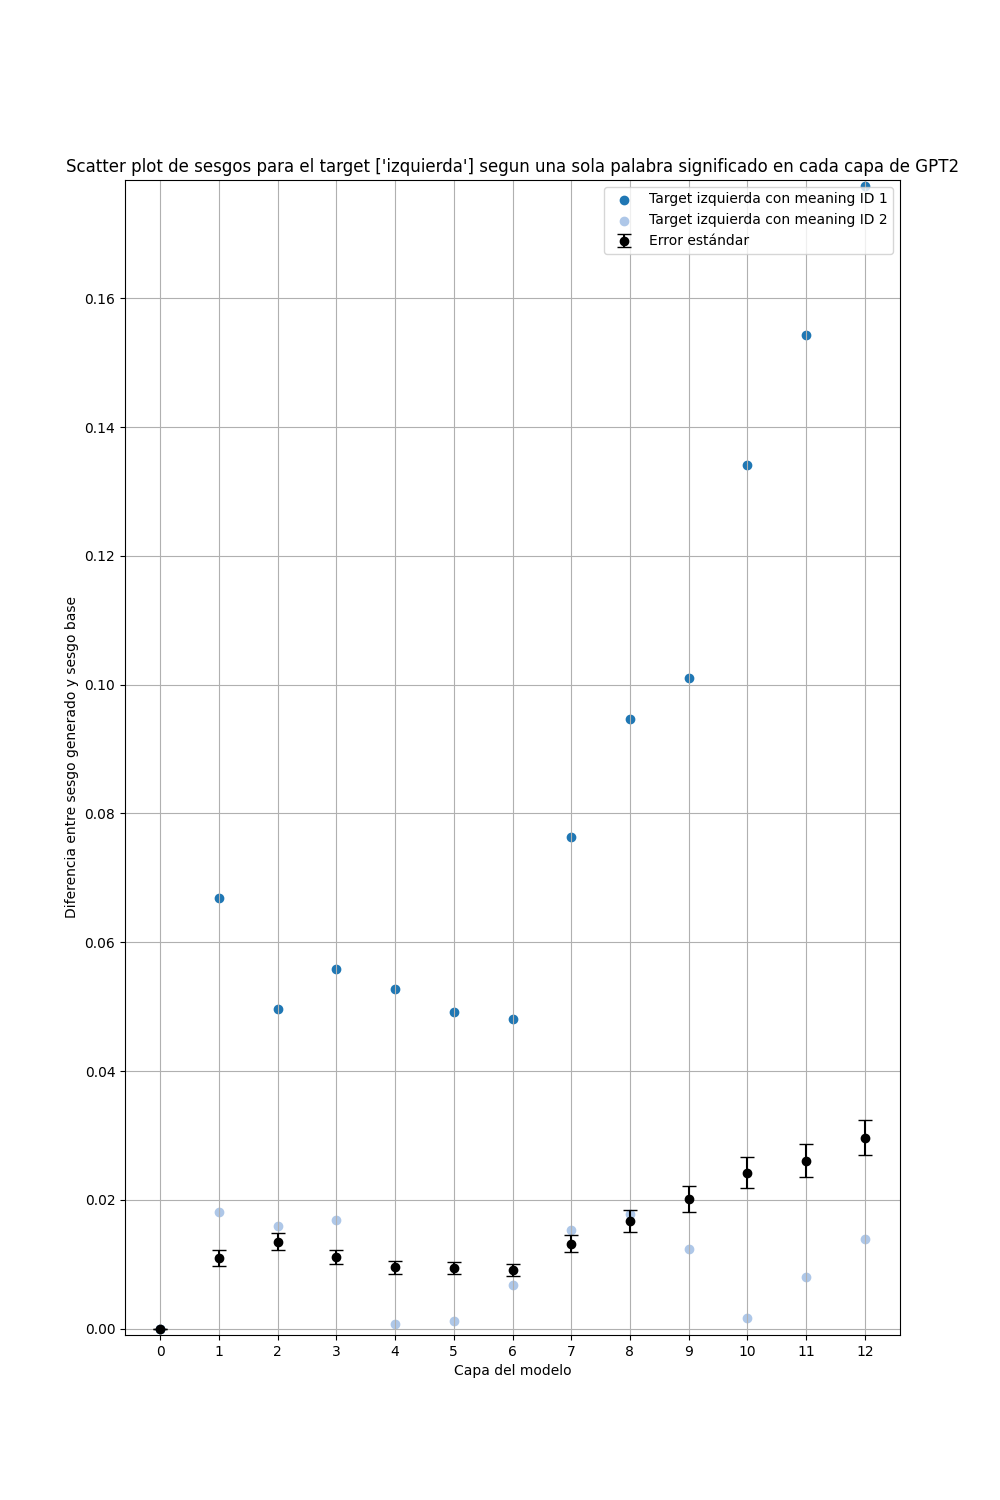 Scatter plot de sesgos para el target ['izquierda'] segun una sola palabra significado en cada capa de GPT2
Target izquierda con meaning ID 1
Target izquierda con meaning ID 2
Error estándar
Diferencia entre sesgo generado y sesgo base
0.16
0.14
0.12
0.10
0.08
0.06
0.04
0.02
0.00
0 1 2 3 4 5 6 7 8 9 10 11 12
Capa del modelo